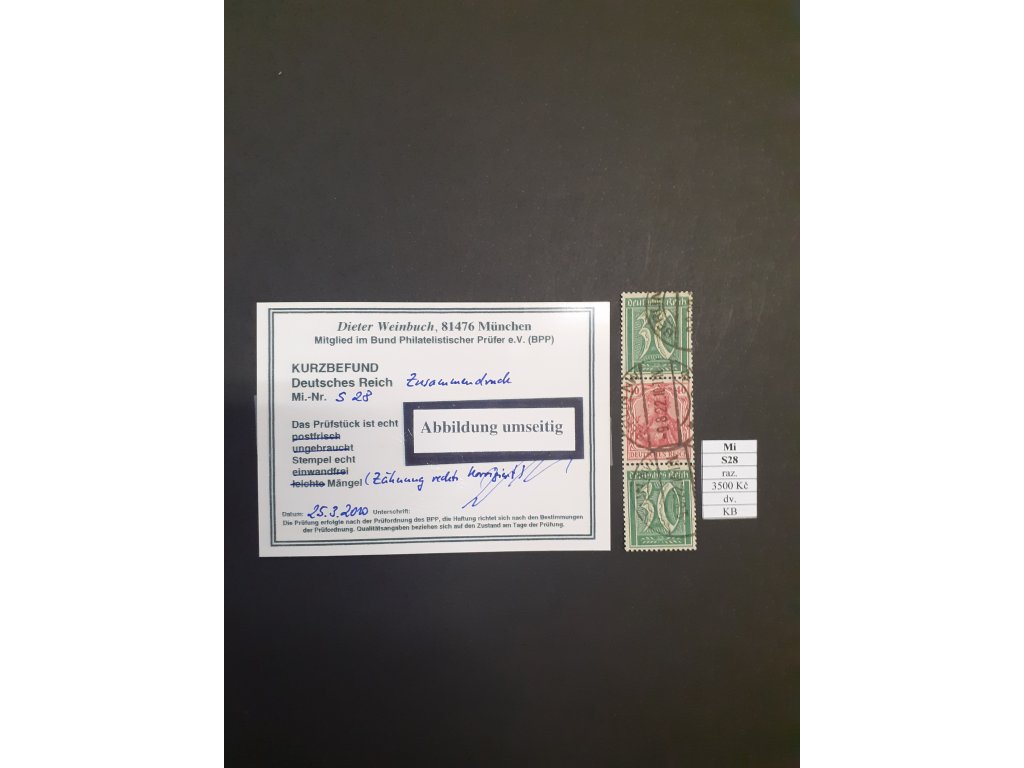 Dieter Weinbuch, 81476 München
Mitglied im Bund Philatelistischer Prüfer e.V. (BPP)
KURZBEFUND
Deutsches Reich Zusammendruck
Mi.-Nr. S 28
Das Prüfstück ist echt
postfrisch
ungebraucht
Stempel echt
einwandfrei
leichte Mängel (Zähnung rechts korrigiert)
Abbildung umseitig
Datum: 25.3.2010 Unterschrift:
Die Prüfung erfolgte nach der Prüfordnung des BPP, die Haftung richtet sich nach den Bestimmungen
der Prüfordnung. Qualitätsangaben beziehen sich auf den Zustand am Tage der Prüfung.
Deutsches Reich
30
40 40
DEUTSCHES REICH
Deutsches Reich
30
Mi
S28
raz.
3500 Kč
dv.
KB